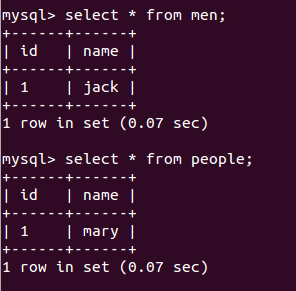 mysql> select * from men;
+------+------+
| id   | name |
+------+------+
| 1    | jack |
+------+------+
1 row in set (0.07 sec)

mysql> select * from people;
+------+------+
| id   | name |
+------+------+
| 1    | mary |
+------+------+
1 row in set (0.07 sec)